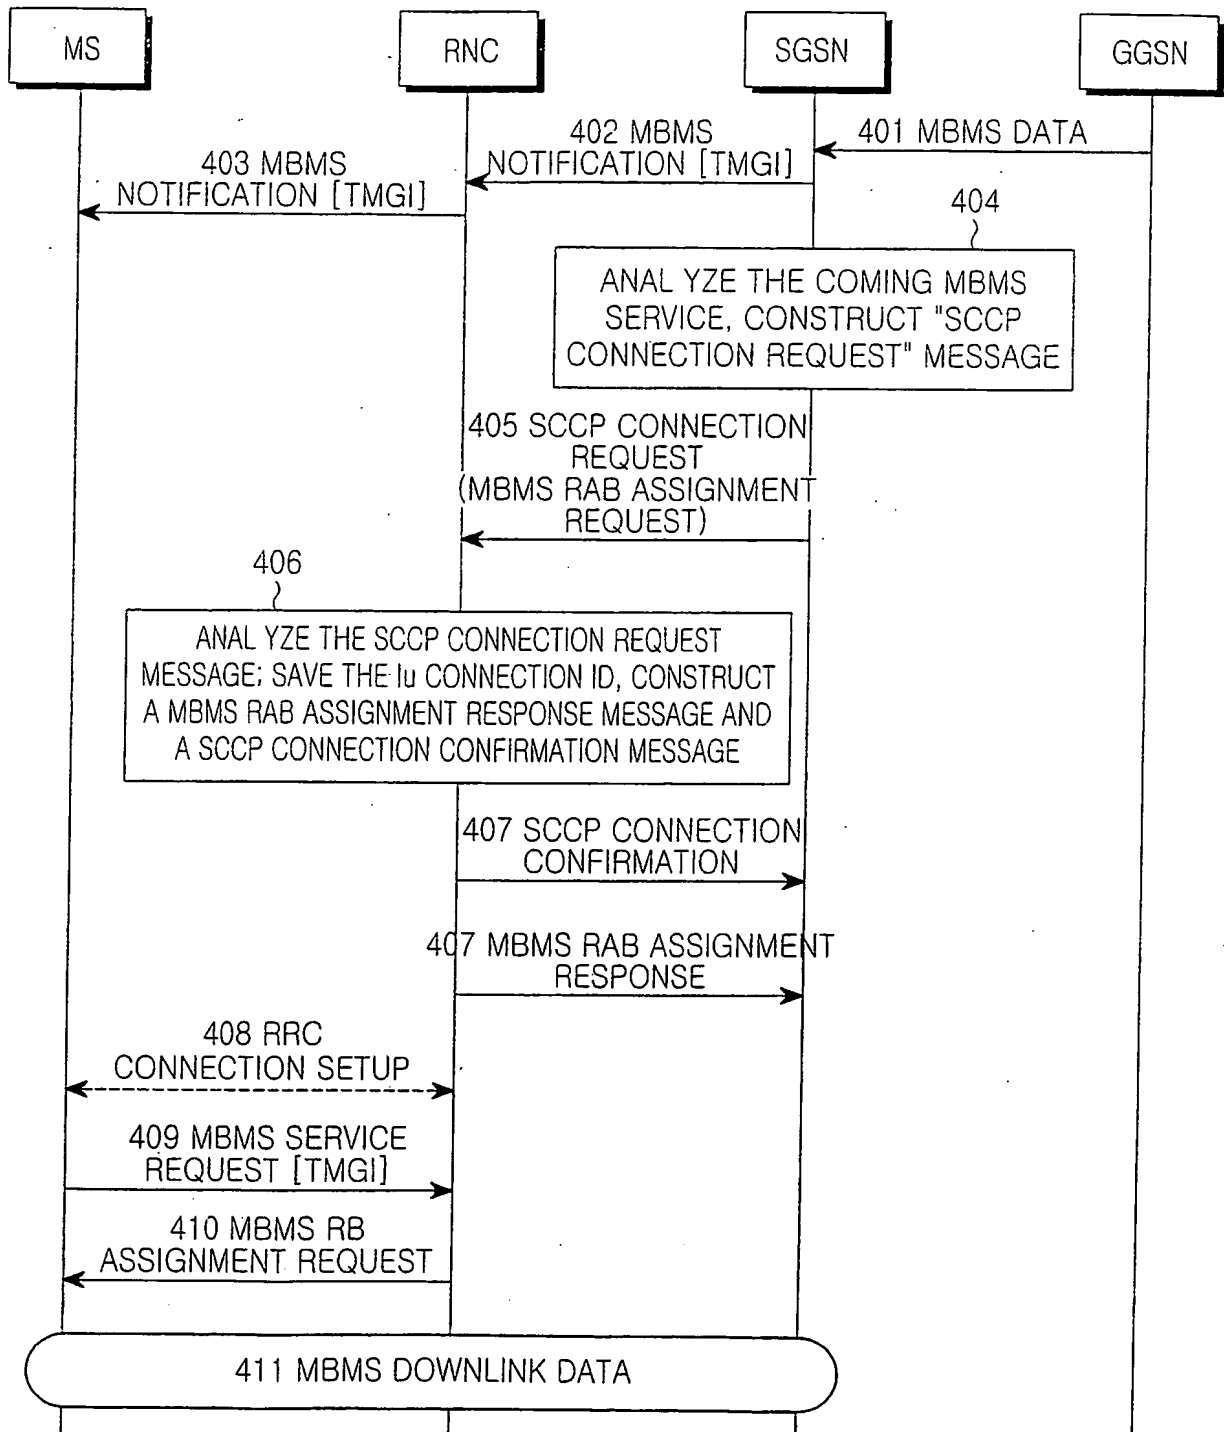 MS
RNC
SGSN
GGSN
401 MBMS DATA
402 MBMS
NOTIFICATION [TMGI]
403 MBMS
NOTIFICATION [TMGI]
404
ANAL YZE THE COMING MBMS
SERVICE, CONSTRUCT "SCCP
CONNECTION REQUEST" MESSAGE
405 SCCP CONNECTION
REQUEST
(MBMS RAB ASSIGNMENT
REQUEST)
406
ANAL YZE THE SCCP CONNECTION REQUEST
MESSAGE; SAVE THE Iu CONNECTION ID, CONSTRUCT
A MBMS RAB ASSIGNMENT RESPONSE MESSAGE AND
A SCCP CONNECTION CONFIRMATION MESSAGE
407 SCCP CONNECTION
CONFIRMATION
407 MBMS RAB ASSIGNMENT
RESPONSE
408 RRC
CONNECTION SETUP
409 MBMS SERVICE
REQUEST [TMGI]
410 MBMS RB
ASSIGNMENT REQUEST
411 MBMS DOWNLINK DATA